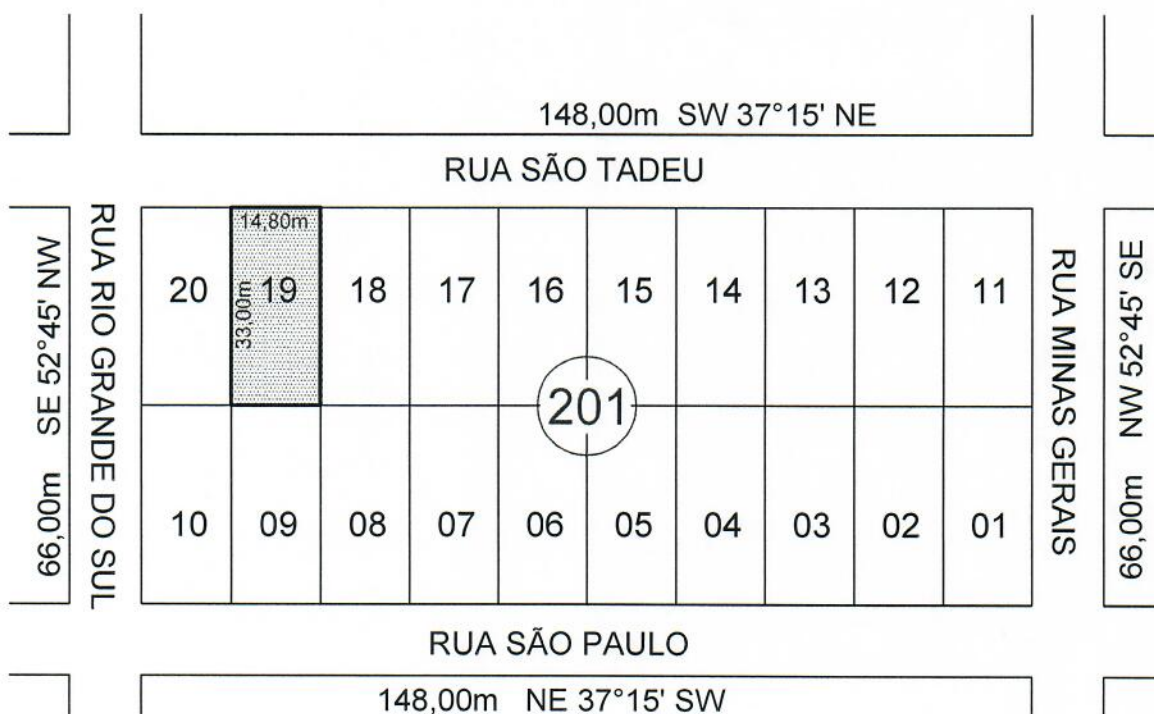 148,00m SW 37°15' NE
RUA SÃO TADEU
66,00m SE 52°45' NW
RUA RIO GRANDE DO SUL
14,80m
33,00m
20 19 18 17 16 15 14 13 12 11
201
10 09 08 07 06 05 04 03 02 01
RUA MINAS GERAIS
66,00m NW 52°45' SE
RUA SÃO PAULO
148,00m NE 37°15' SW